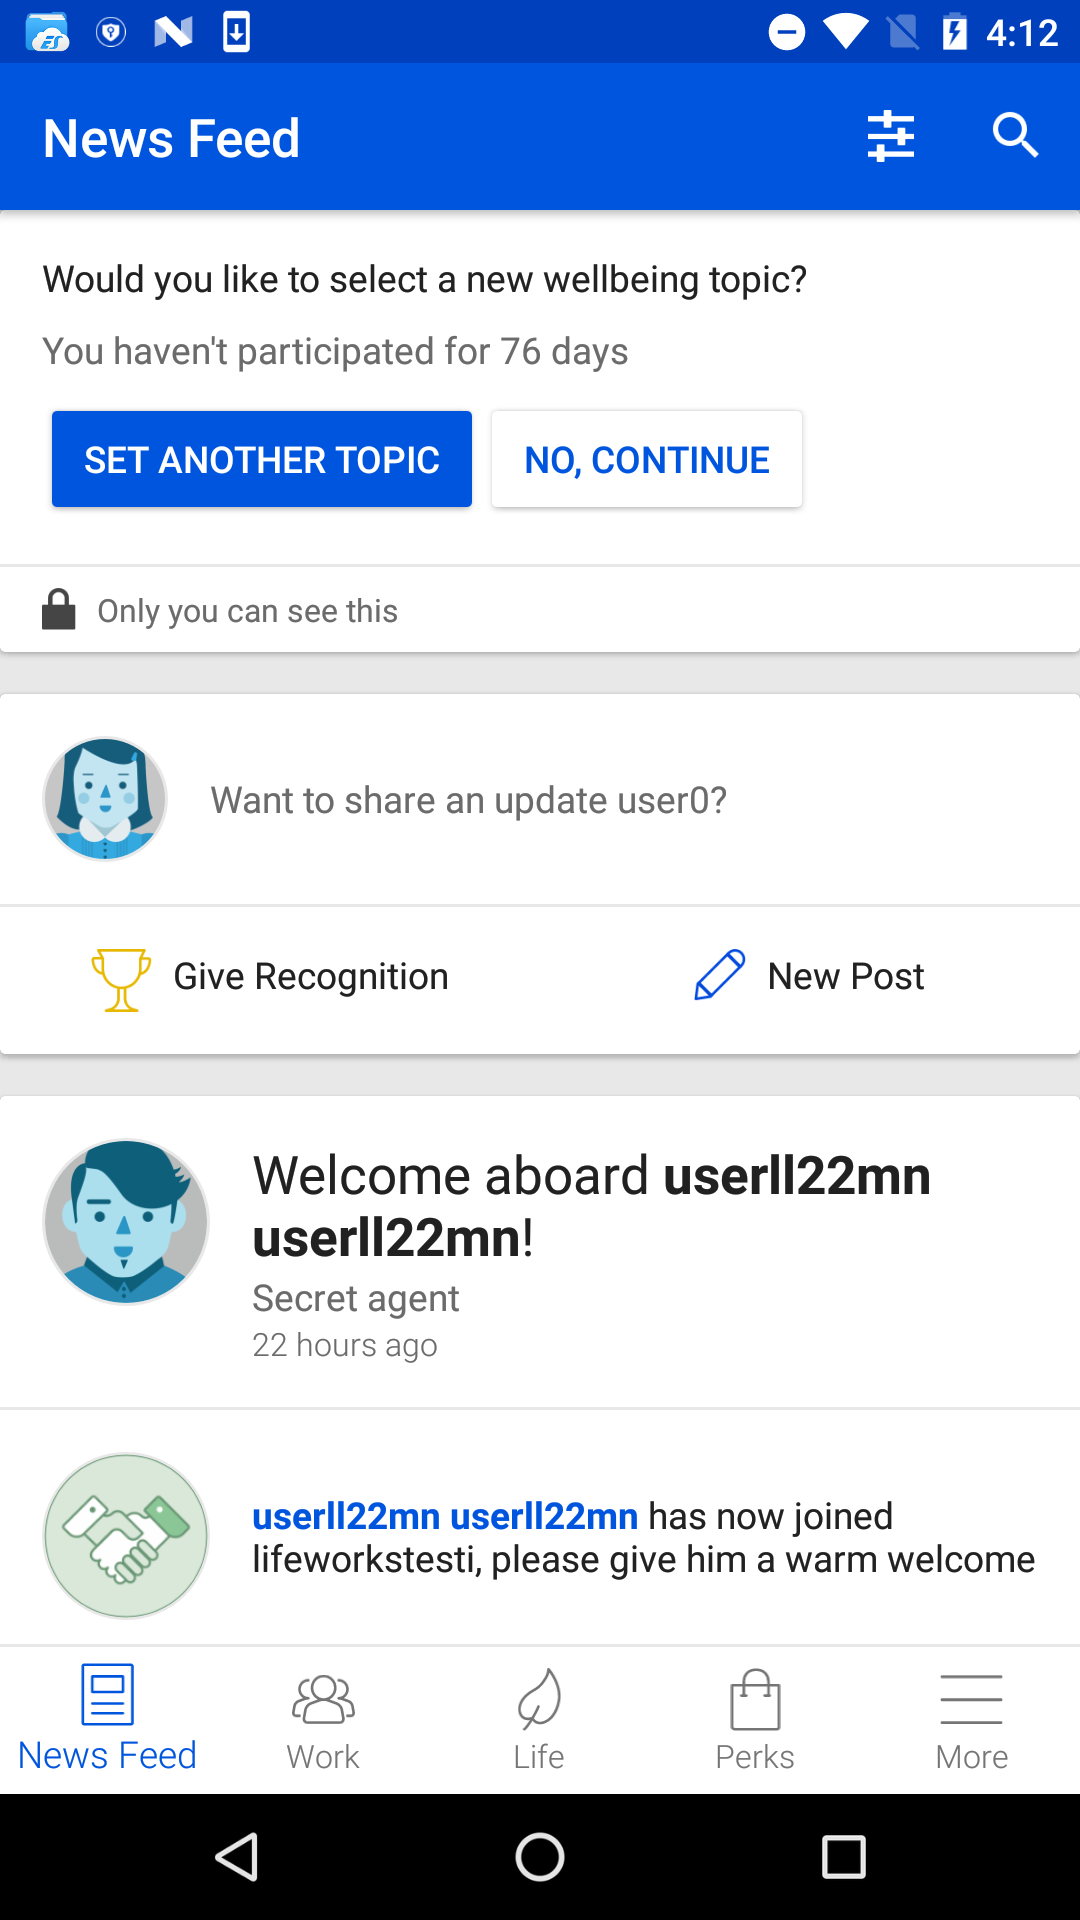 4:12
News Feed
Would you like to select a new wellbeing topic?
You haven't participated for 76 days
SET ANOTHER TOPIC
NO, CONTINUE
Only you can see this
Want to share an update user0?
Give Recognition
New Post
Welcome aboard userll22mn
userll22mn!
Secret agent
22 hours ago
userll22mn userll22mn has now joined
lifeworkstesti, please give him a warm welcome
News Feed
Work
Life
Perks
More